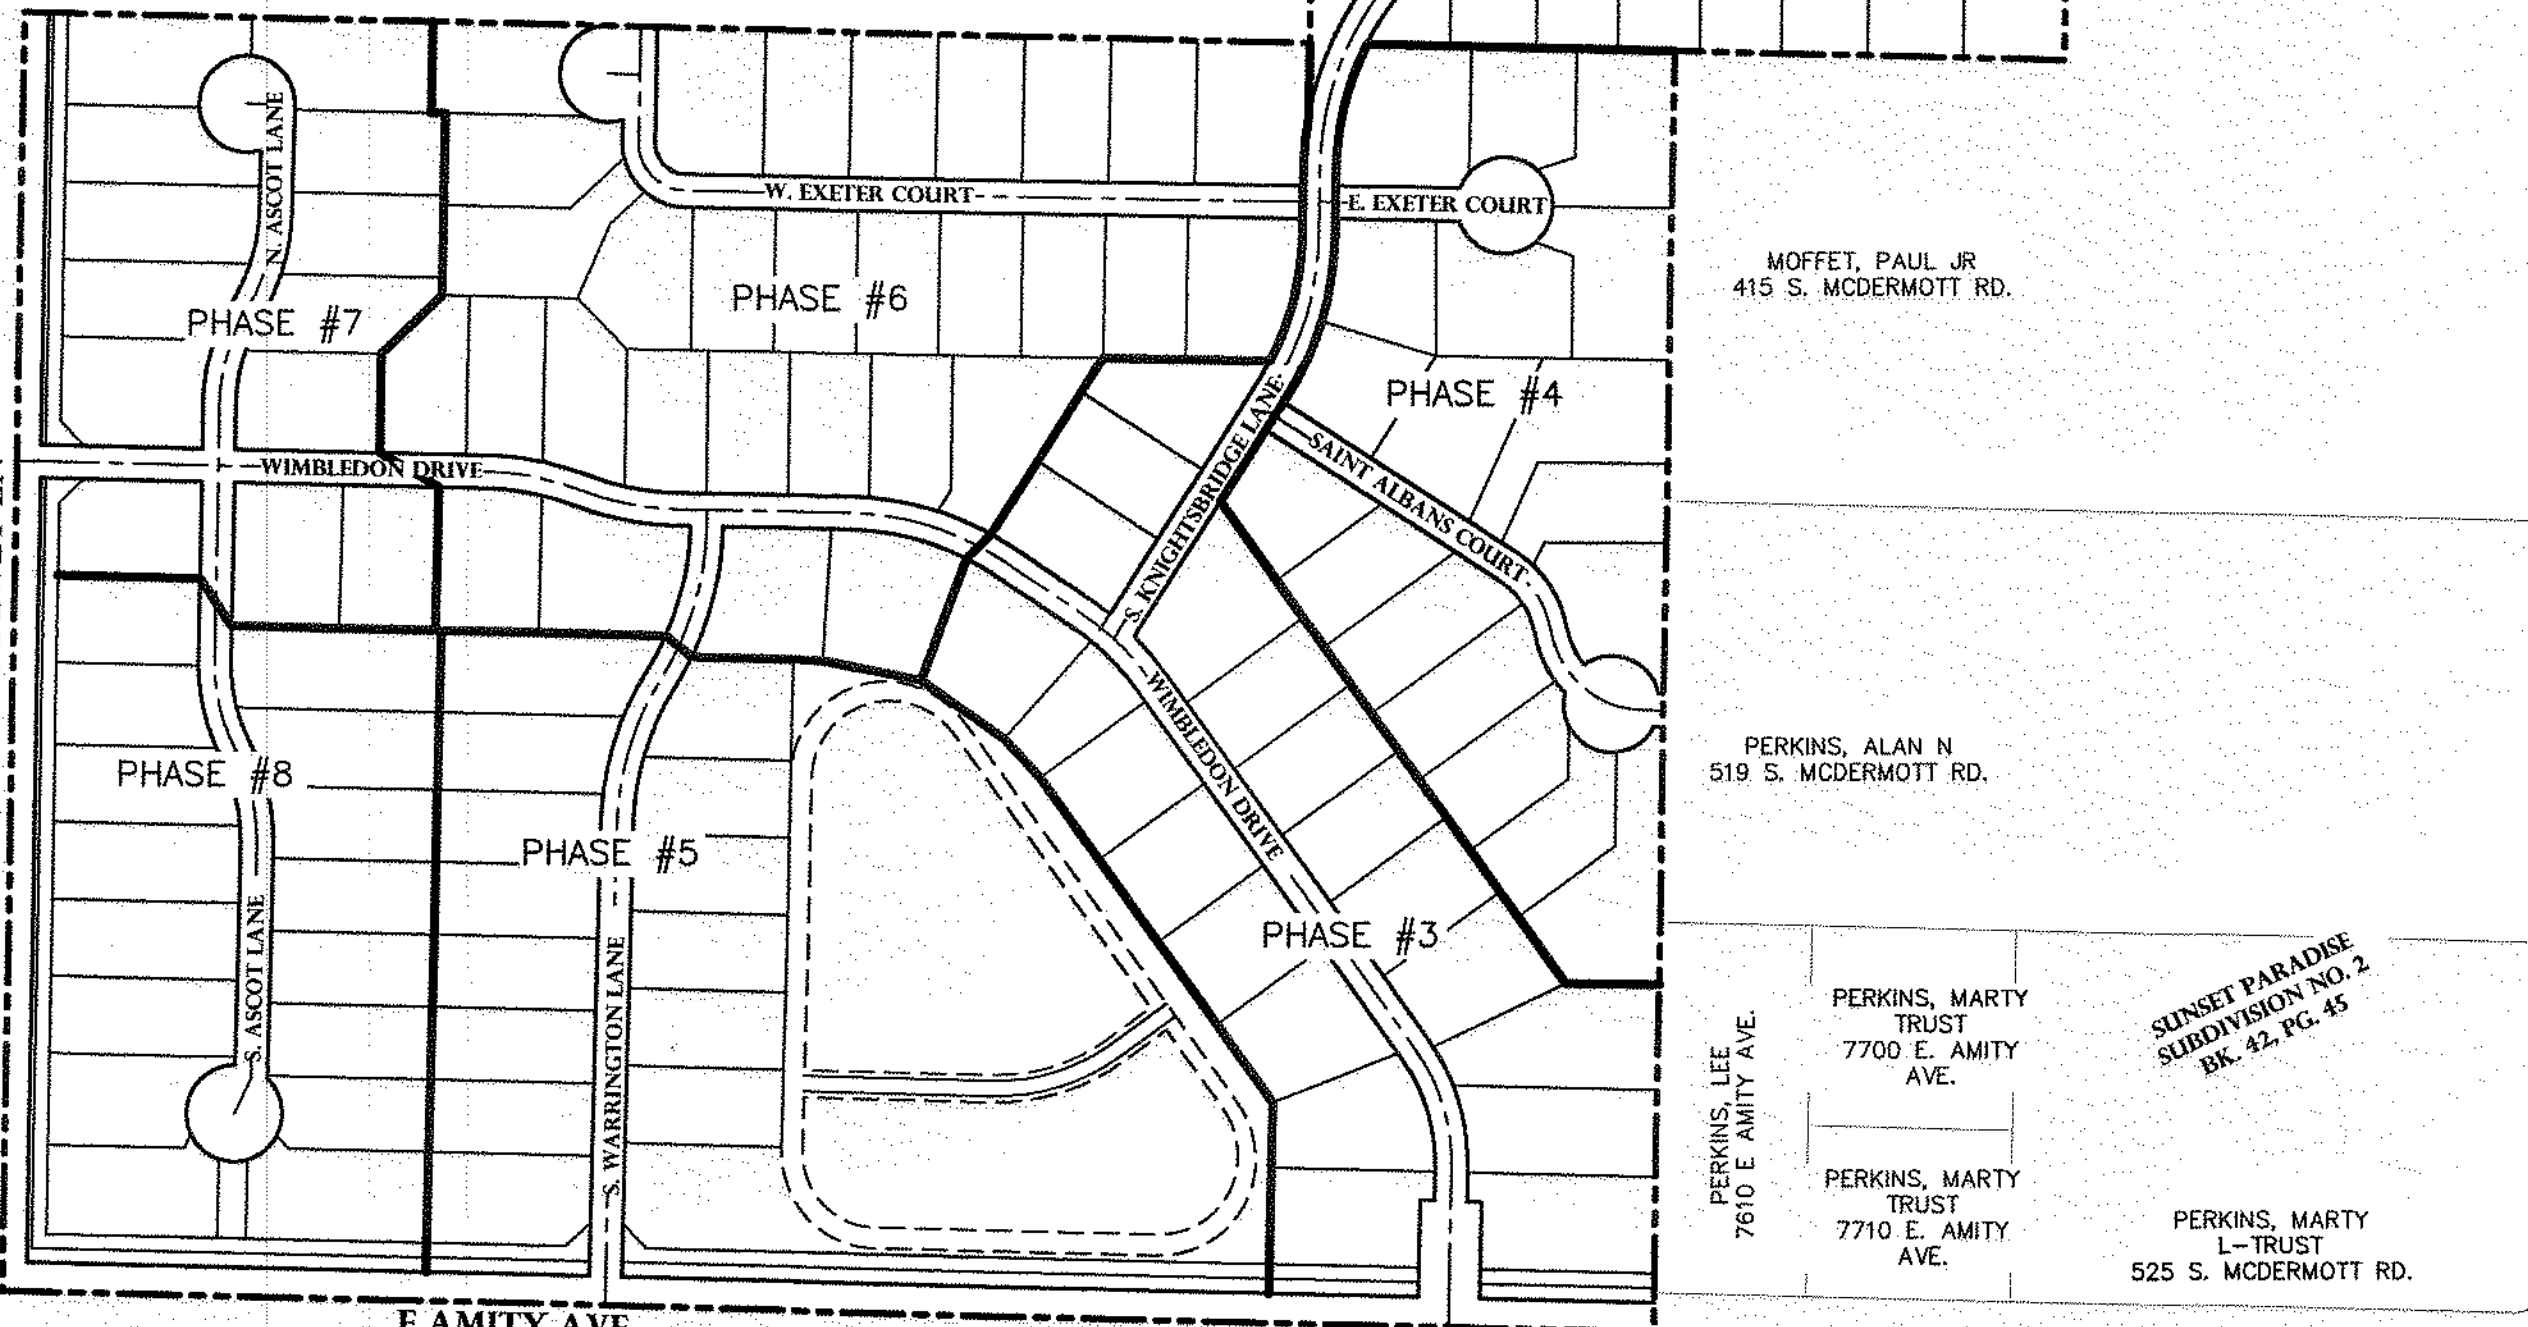 N. ASCOT LANE
W. EXETER COURT
E. EXETER COURT
MOFFET, PAUL JR
415 S. MCDERMOTT RD.
PHASE #6
PHASE #7
PHASE #4
S. KNIGHTSBRIDGE LANE
SAINT ALBANS COURT
WIMBLEDON DRIVE
WIMBLEDON DRIVE
PERKINS, ALAN N
519 S. MCDERMOTT RD.
PHASE #8
PHASE #5
PHASE #3
S. ASCOT LANE
S. WARRINGTON LANE
PERKINS, LEE
7610 E AMITY AVE.
PERKINS, MARTY
TRUST
7700 E. AMITY
AVE.
SUNSET PARADISE
SUBDIVISION NO. 2
BK. 42, PG. 45
PERKINS, MARTY
TRUST
7710 E. AMITY
AVE.
PERKINS, MARTY
L-TRUST
525 S. MCDERMOTT RD.
E AMITY AVE